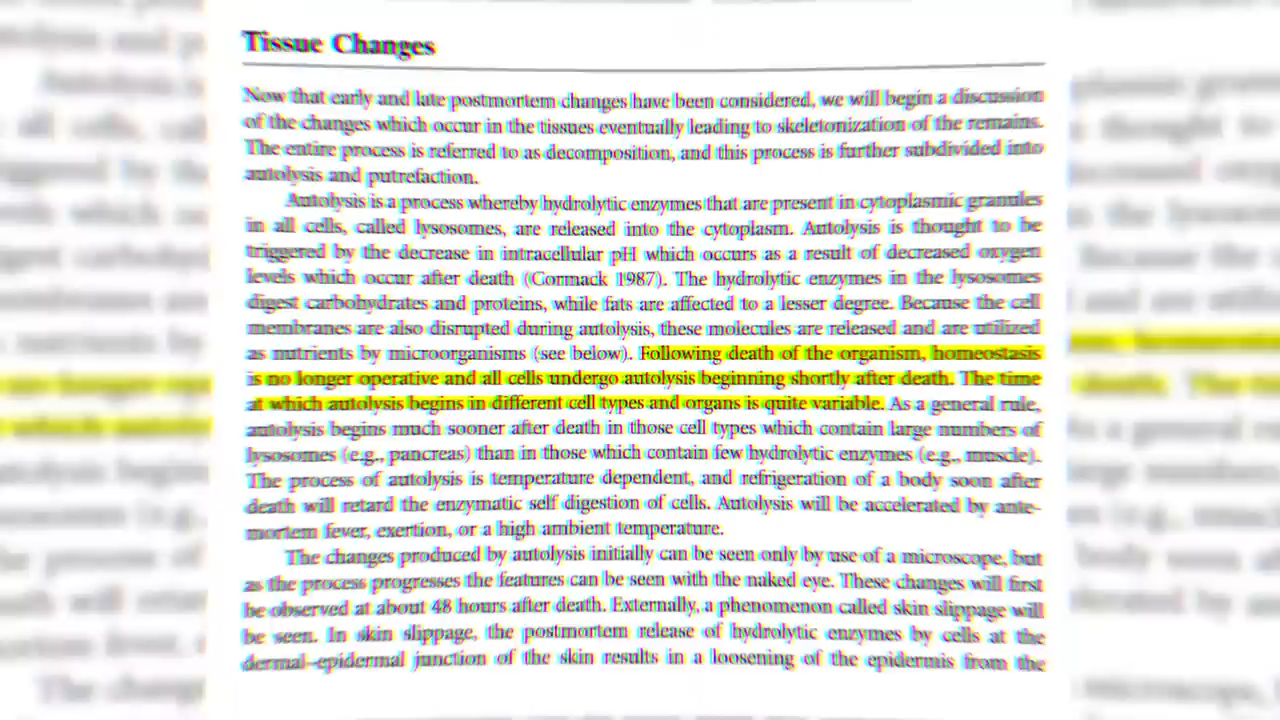 Tissue Changes
Now that early and late postmortem changes have been considered, we will begin a discussion
of the changes which occur in the tissues eventually leading to skeletonization of the remains.
The entire process is referred to as decomposition, and this process is further subdivided into
autolysis and putrefaction.
Autolysis is a process whereby hydrolytic enzymes that are present in cytoplasmic granules
in all cells, called lysosomes, are released into the cytoplasm. Autolysis is thought to be
triggered by the decrease in intracellular pH which occurs as a result of decreased oxygen
levels which occur after death (Cormack 1987). The hydrolytic enzymes in the lysosomes
digest carbohydrates and proteins, while fats are affected to a lesser degree. Because the cell
membranes are also disrupted during autolysis, these molecules are released and are utilized
as nutrients by microorganisms (see below). Following death of the organism, homeostasis
is no longer operative and all cells undergo autolysis beginning shortly after death. The time
at which autolysis begins in different cell types and organs is quite variable. As a general rule,
autolysis begins much sooner after death in those cell types which contain large numbers of
lysosomes (e.g., pancreas) than in those which contain few hydrolytic enzymes (e.g., muscle).
The process of autolysis is temperature dependent, and refrigeration of a body soon after
death will retard the enzymatic self digestion of cells. Autolysis will be accelerated by ante-
mortem fever, exertion, or a high ambient temperature.
The changes produced by autolysis initially can be seen only by use of a microscope, but
as the process progresses the features can be seen with the naked eye. These changes will first
be observed at about 48 hours after death. Externally, a phenomenon called skin slippage will
be seen. In skin slippage, the postmortem release of hydrolytic enzymes by cells at the
dermal–epidermal junction of the skin results in a loosening of the epidermis from the